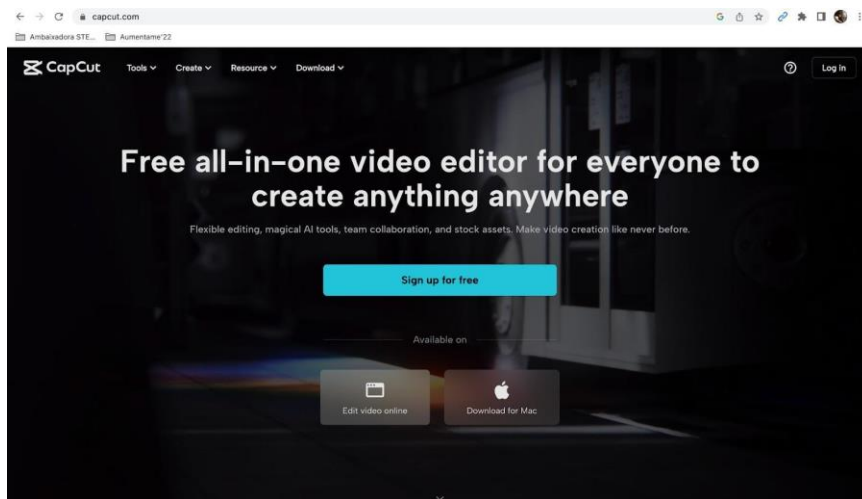 capcut.com
Ambaixadora STE... Aumentame'22
CapCut Tools Create Resource Download Log in
Free all-in-one video editor for everyone to
create anything anywhere
Flexible editing, magical AI tools, team collaboration, and stock assets. Make video creation like never before.
Sign up for free
Available on
Edit video online Download for Mac